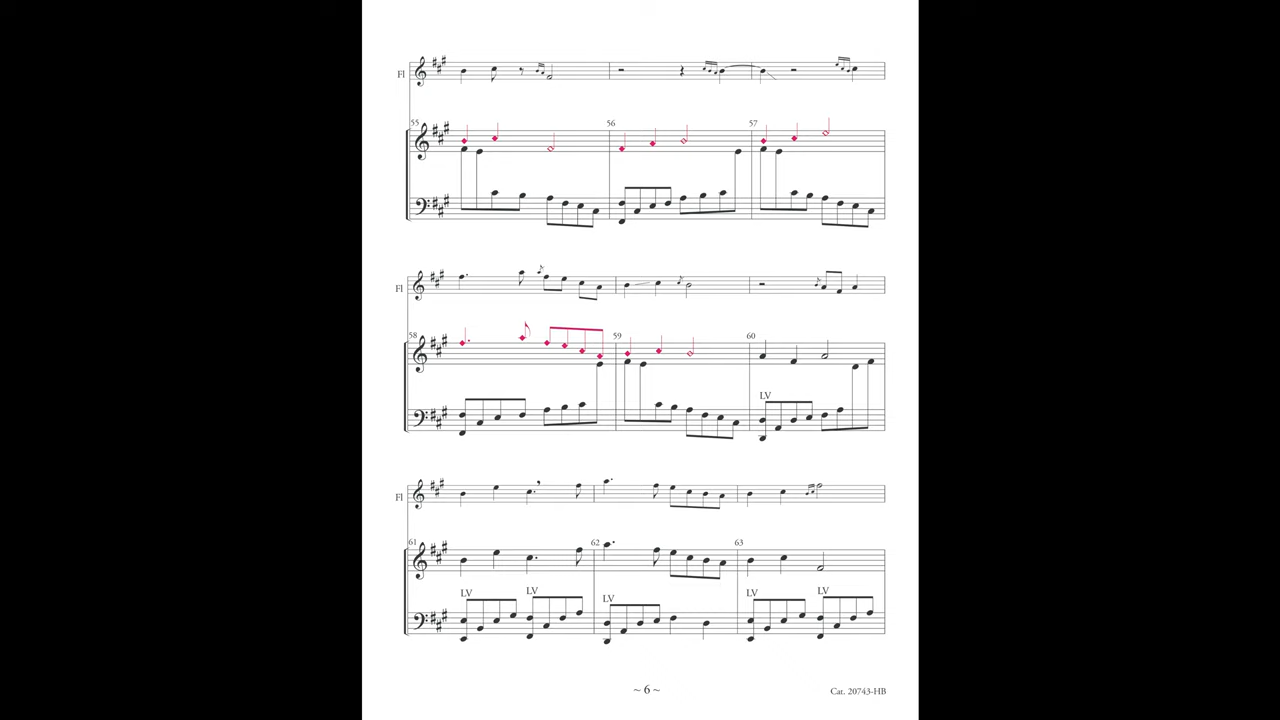 Fl
55 56 57
Fl
58 59 60
LV
Fl
61 62 63
LV LV LV LV LV
~ 6 ~
Cat. 20743-HB